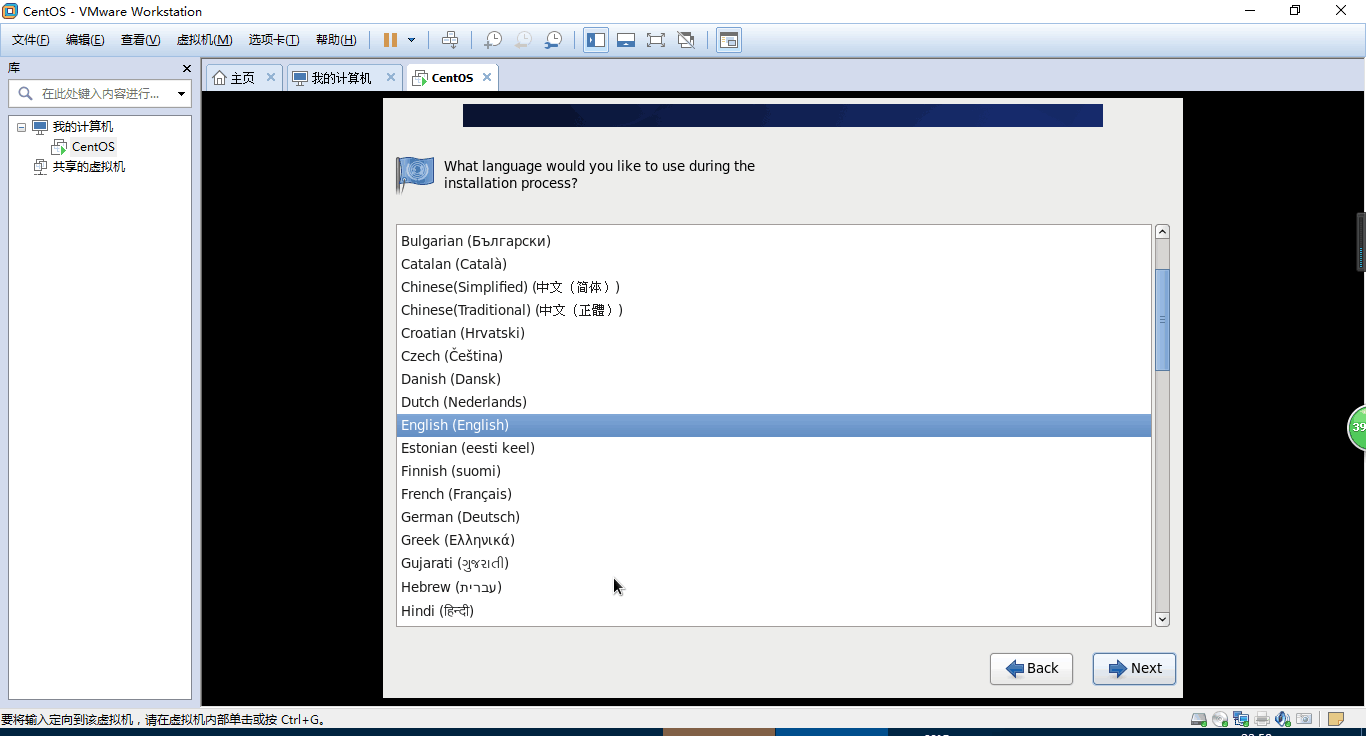 CentOS - VMware Workstation
文件(F) 编辑(E) 查看(V) 虚拟机(M) 选项卡(T) 帮助(H)
库
主页 我的计算机 CentOS
在此处键入内容进行...
我的计算机
CentOS
共享的虚拟机
What language would you like to use during the
installation process?
Bulgarian (Български)
Catalan (Català)
Chinese(Simplified) (中文（简体）)
Chinese(Traditional) (中文（正體）)
Croatian (Hrvatski)
Czech (Čeština)
Danish (Dansk)
Dutch (Nederlands)
English (English)
Estonian (eesti keel)
Finnish (suomi)
French (Français)
German (Deutsch)
Greek (Ελληνικά)
Gujarati (ગુજરાતી)
Hebrew (עברית)
Hindi (हिन्दी)
Back Next
39
要将输入定向到该虚拟机，请在虚拟机内部单击或按 Ctrl+G。